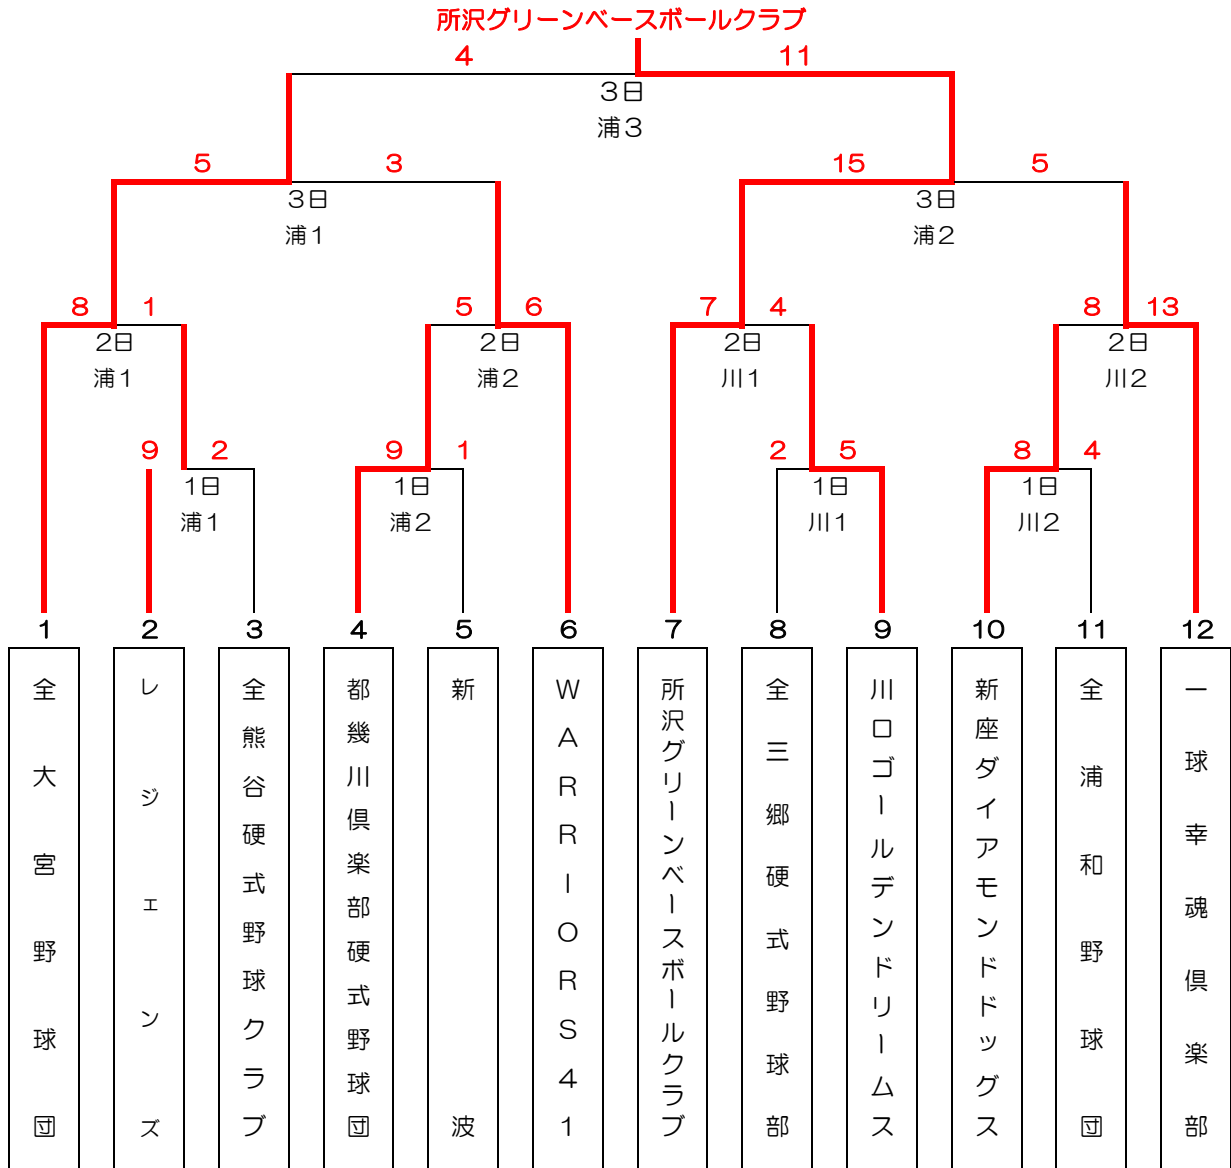 所沢グリーンベースボールクラブ
4 11
3日
浦3
5 3 15 5
3日 3日
浦1 浦2
8 1 5 6 7 4 8 13
2日 2日 2日 2日
浦1 浦2 川1 川2
9 2 9 1 2 5 8 4
1日 1日 1日 1日
浦1 浦2 川1 川2
1 2 3 4 5 6 7 8 9 10 11 12
全大宮野球団
レジェンズ
全熊谷硬式野球クラブ
都幾川倶楽部硬式野球団
新波
WARRIORS41
所沢グリーンベースボールクラブ
全三郷硬式野球部
川口ゴールデンドリームス
新座ダイアモンドドッグス
全浦和野球団
一球幸魂倶楽部